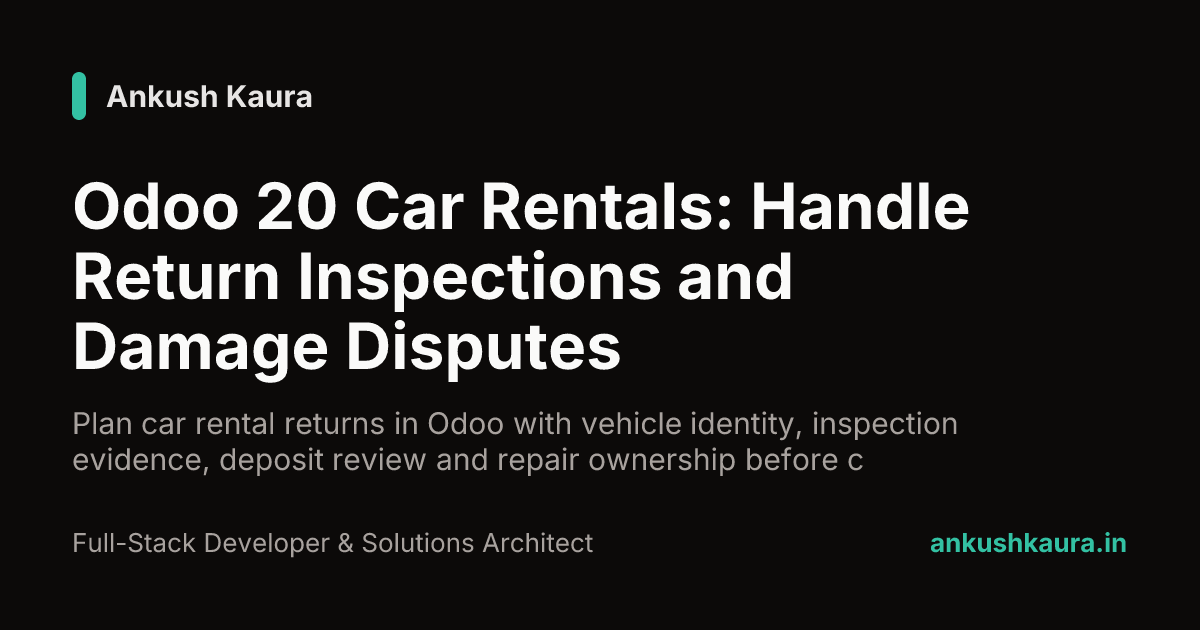 Ankush Kaura
Odoo 20 Car Rentals: Handle
Return Inspections and
Damage Disputes
Plan car rental returns in Odoo with vehicle identity, inspection
evidence, deposit review and repair ownership before c
Full-Stack Developer & Solutions Architect
ankushkaura.in